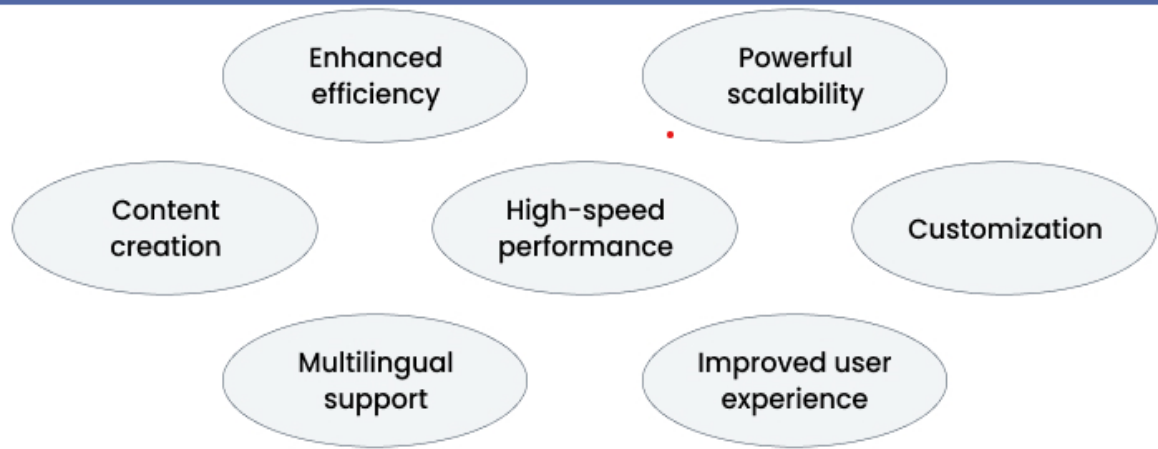 Enhanced
efficiency
Powerful
scalability
Content
creation
High-speed
performance
Customization
Multilingual
support
Improved user
experience